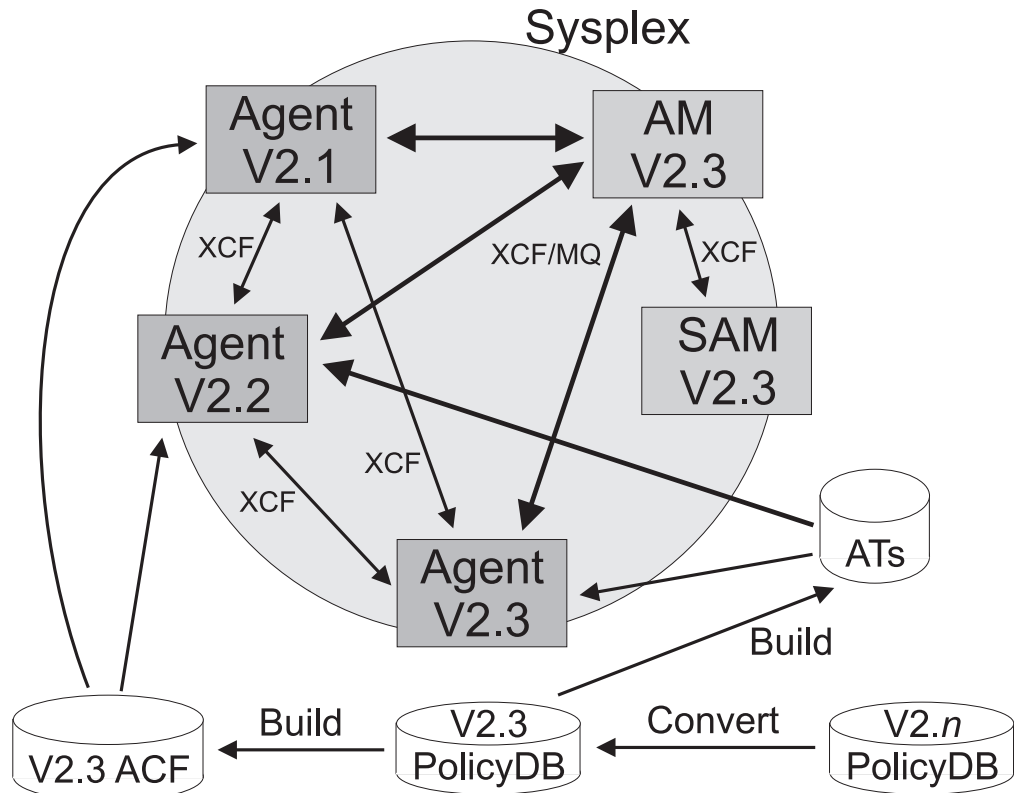 Sysplex
Agent
V2.1
AM
V2.3
XCF
XCF/MQ
XCF
Agent
V2.2
SAM
V2.3
XCF
XCF
Agent
V2.3
ATs
Build
V2.3 ACF
Build
V2.3
PolicyDB
Convert
V2.n
PolicyDB